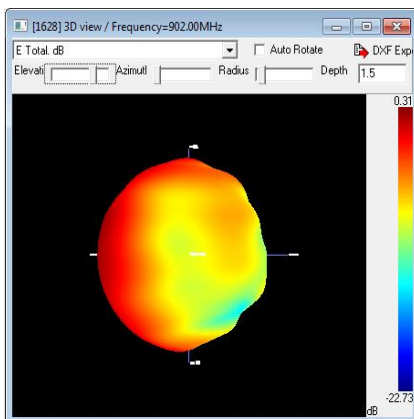 [1628] 3D view / Frequency=902.00MHz
E Total. dB Auto Rotate DXF Expo
Elevati Azimutl Radius Depth 1.5
0.31
-22.73
dB